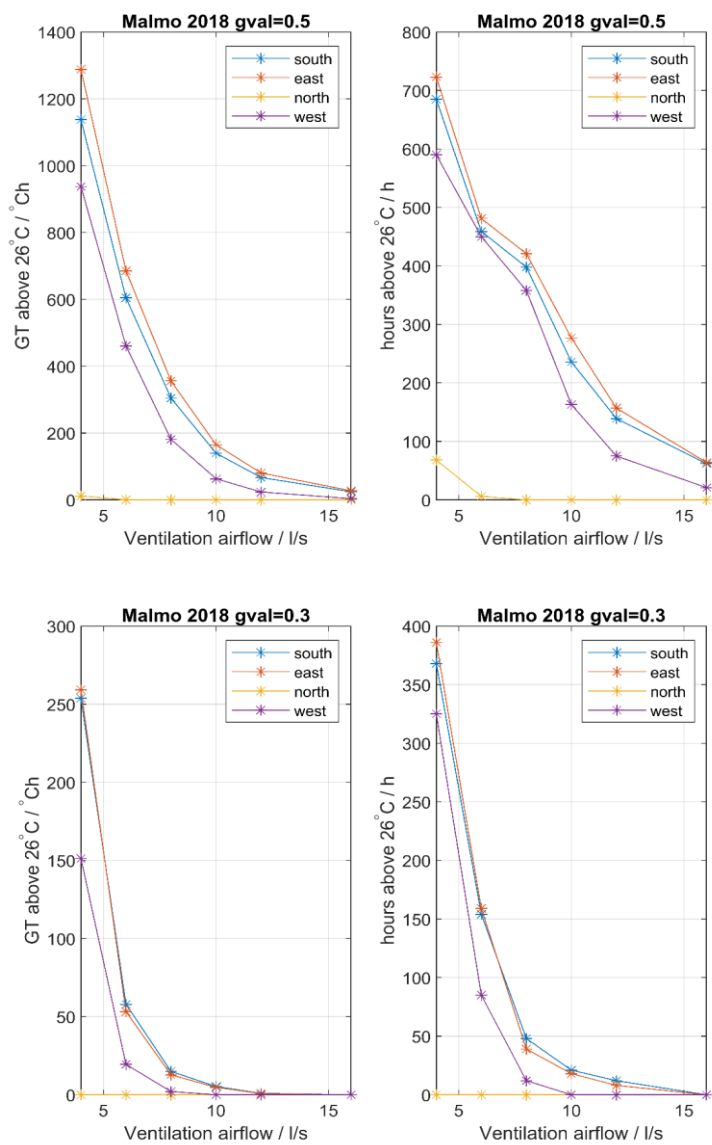 Malmo 2018 gval=0.5
GT above 26°C / °Ch
1400
1200
1000
800
600
400
200
0
5
10
15
Ventilation airflow / l/s
south
east
north
west
Malmo 2018 gval=0.5
hours above 26°C / h
800
700
600
500
400
300
200
100
0
5
10
15
Ventilation airflow / l/s
south
east
north
west
Malmo 2018 gval=0.3
GT above 26°C / °Ch
300
250
200
150
100
50
0
5
10
15
Ventilation airflow / l/s
south
east
north
west
Malmo 2018 gval=0.3
hours above 26°C / h
400
350
300
250
200
150
100
50
0
5
10
15
Ventilation airflow / l/s
south
east
north
west